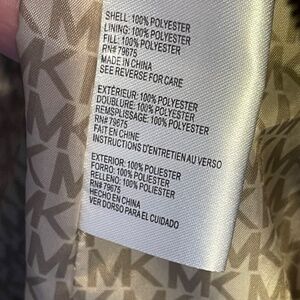 SHELL: 100% POLYESTER
LINING: 100% POLYESTER
FILL: 100% POLYESTER
RN# 79675
MADE IN CHINA
SEE REVERSE FOR CARE
EXTÉRIEUR: 100% POLYESTER
DOUBLURE: 100% POLYESTER
REMSPLISSAGE: 100% POLYESTER
RN# 79675
FAIT EN CHINE
INSTRUCTIONS D'ENTRETIEN AU VERSO
EXTERIOR: 100% POLIESTER
FORRO: 100% POLIESTER
RELLENO: 100% POLIESTER
RN# 79675
HECHO EN CHINA
VER DORSO PARA EL CUIDADO
MK